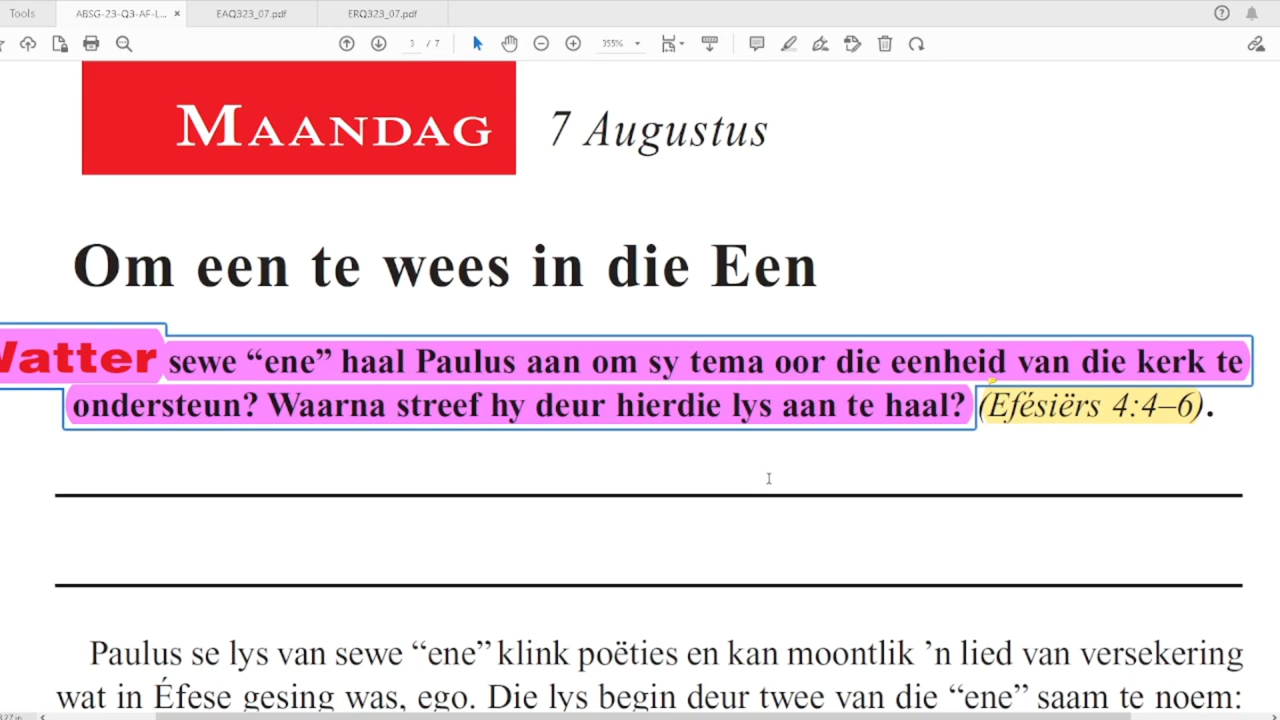 Tools ABSG-23-Q3-AF-L... × EAQ323_07.pdf ERQ323_07.pdf
3 / 7 355%
MAANDAG 7 Augustus
Om een te wees in die Een
Watter sewe “ene” haal Paulus aan om sy tema oor die eenheid van die kerk te
ondersteun? Waarna streef hy deur hierdie lys aan te haal? (Efésiërs 4:4–6).
Paulus se lys van sewe “ene” klink poëties en kan moontlik ’n lied van versekering
wat in Éfese gesing was, ego. Die lys begin deur twee van die “ene” saam te noem: